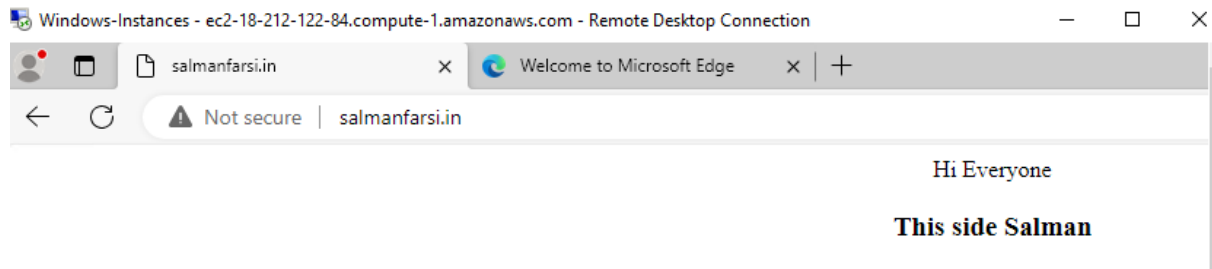 Windows-Instances - ec2-18-212-122-84.compute-1.amazonaws.com - Remote Desktop Connection
salmanfarsi.in Welcome to Microsoft Edge
Not secure salmanfarsi.in
Hi Everyone
This side Salman